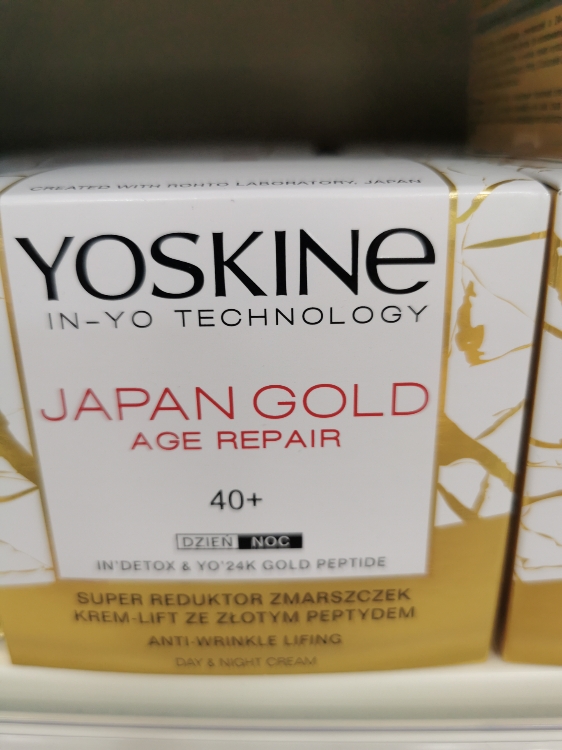 CREATED WITH ROHTO LABORATORY, JAPAN
YOSKINE
IN-YO TECHNOLOGY
JAPAN GOLD
AGE REPAIR
40+
DZIEŃ NOC
IN'DETOX & YO'24K GOLD PEPTIDE
SUPER REDUKTOR ZMARSZCZEK
KREM-LIFT ZE ZŁOTYM PEPTYDEM
ANTI-WRINKLE LIFING
DAY & NIGHT CREAM